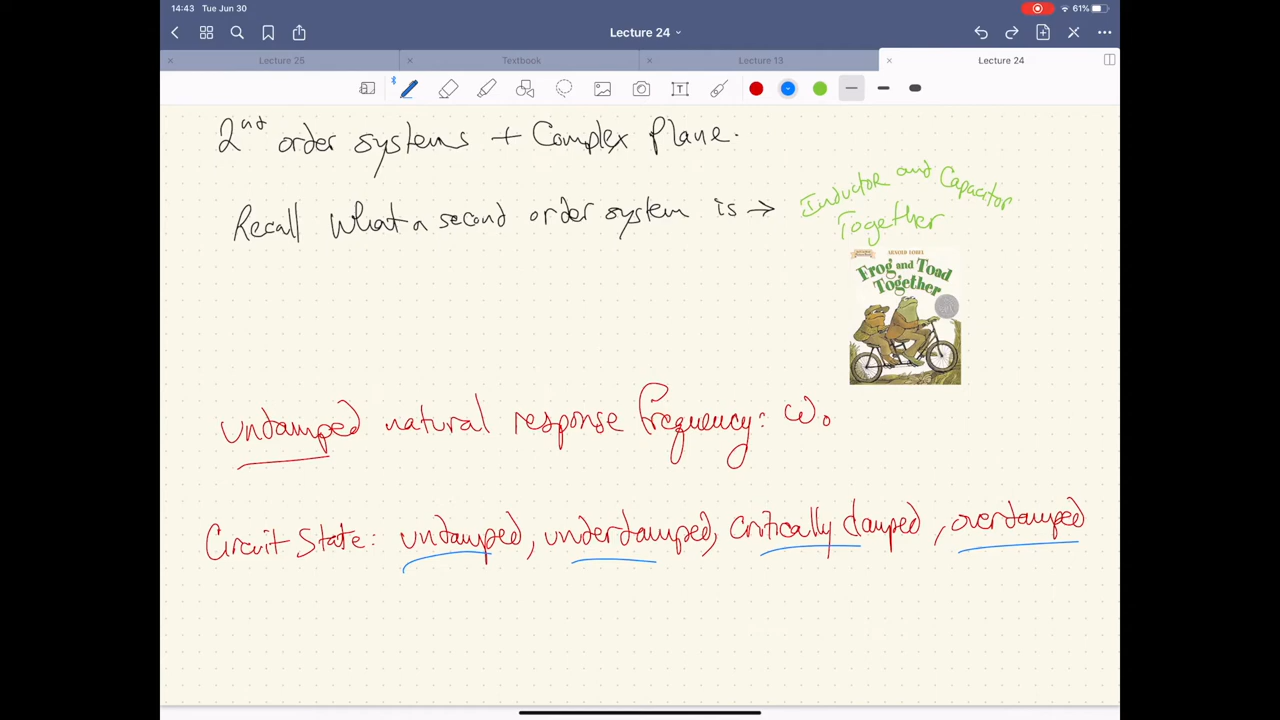 14:43 Tue Jun 30
61%
Lecture 24
Lecture 25
Textbook
Lecture 13
Lecture 24
2nd order systems + Complex Plane.
Recall What a second order system is →
Inductor and Capacitor
Together
ARNOLD LOBEL
Frog and Toad
Together
Undamped natural response frequency: ω₀
Circuit State: undamped, underdamped, critically damped, overdamped